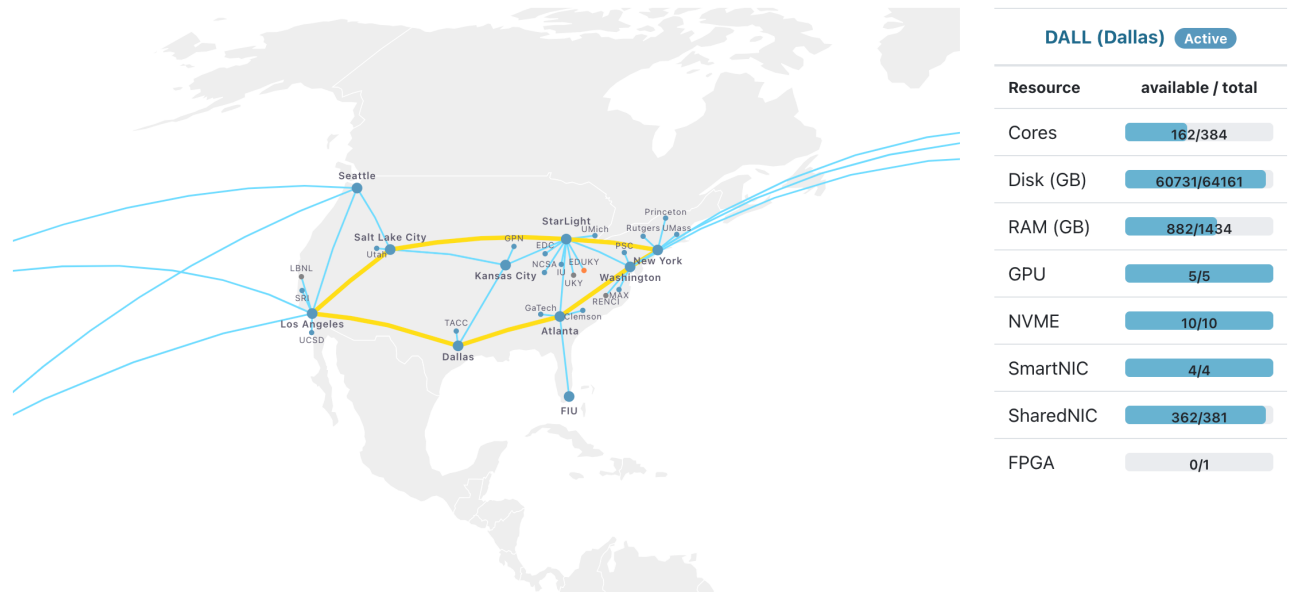 Seattle
Salt Lake City
Utah
LBNL
SRI
Los Angeles
UCSD
TACC
Dallas
GPN
Kansas City
StarLight
UMich
EDC
NCSA
IU
EDUKY
UKY
PSC
Princeton
Rutgers
UMass
New York
Washington
MAX
RENCI
GaTech
Clemson
Atlanta
FIU
DALL (Dallas) Active
Resource available / total
Cores 162/384
Disk (GB) 60731/64161
RAM (GB) 882/1434
GPU 5/5
NVME 10/10
SmartNIC 4/4
SharedNIC 362/381
FPGA 0/1